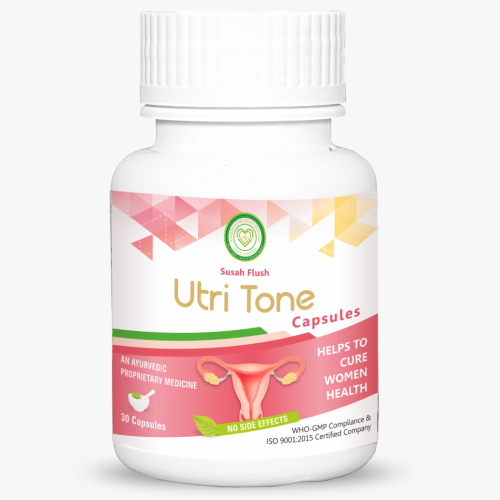 Susah Flush
Utri Tone
Capsules
AN AYURVEDIC
PROPRIETARY MEDICINE
30 Capsules
HELPS TO
CURE
WOMEN
HEALTH
NO SIDE EFFECTS
WHO-GMP Compliance &
ISO 9001:2015 Certified Company